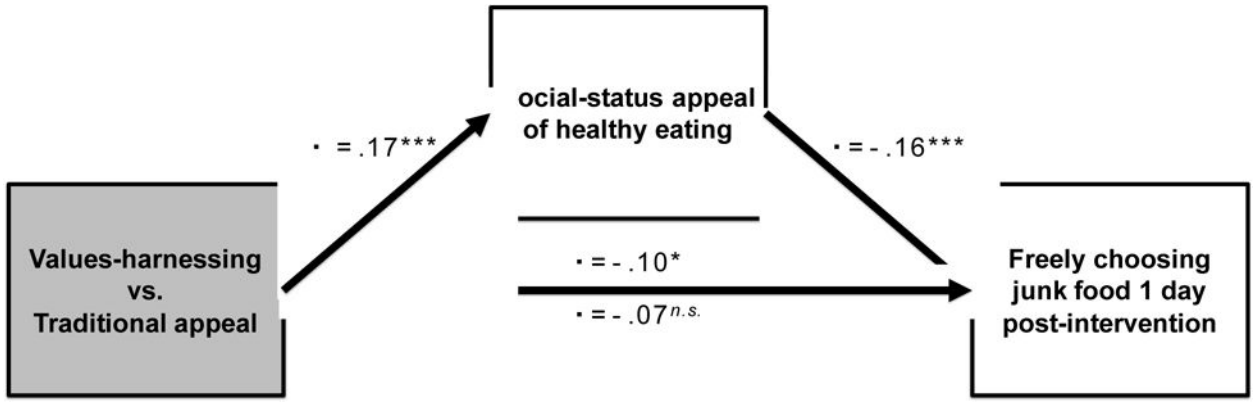 ocial-status appeal
of healthy eating
· = .17***
· = - .16***
Values-harnessing
vs.
Traditional appeal
· = - .10*
· = - .07n.s.
Freely choosing
junk food 1 day
post-intervention